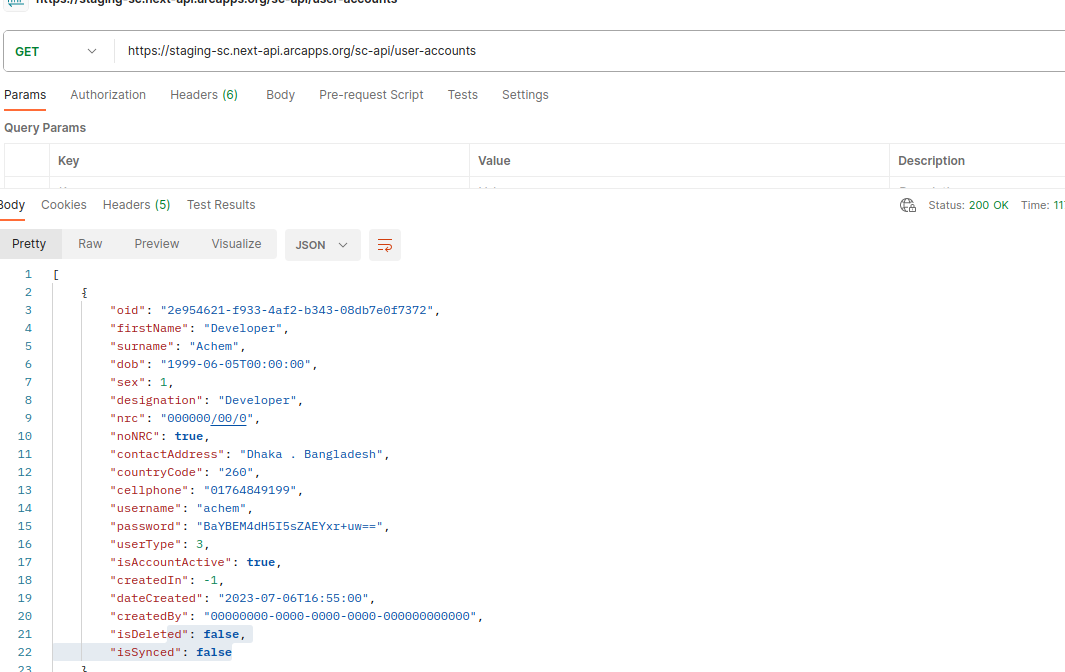 https://staging-sc.next-api.arcapps.org/sc-api/user-accounts
GET https://staging-sc.next-api.arcapps.org/sc-api/user-accounts
Params Authorization Headers (6) Body Pre-request Script Tests Settings
Query Params
Key Value Description
Body Cookies Headers (5) Test Results Status: 200 OK Time: 11
Pretty Raw Preview Visualize JSON
1 [
2 {
3 "oid": "2e954621-f933-4af2-b343-08db7e0f7372",
4 "firstName": "Developer",
5 "surname": "Achem",
6 "dob": "1999-06-05T00:00:00",
7 "sex": 1,
8 "designation": "Developer",
9 "nrc": "000000/00/0",
10 "noNRC": true,
11 "contactAddress": "Dhaka . Bangladesh",
12 "countryCode": "260",
13 "cellphone": "01764849199",
14 "username": "achem",
15 "password": "BaYBEM4dH5I5sZAEYxr+uw==",
16 "userType": 3,
17 "isAccountActive": true,
18 "createdIn": -1,
19 "dateCreated": "2023-07-06T16:55:00",
20 "createdBy": "00000000-0000-0000-0000-000000000000",
21 "isDeleted": false,
22 "isSynced": false
23 }